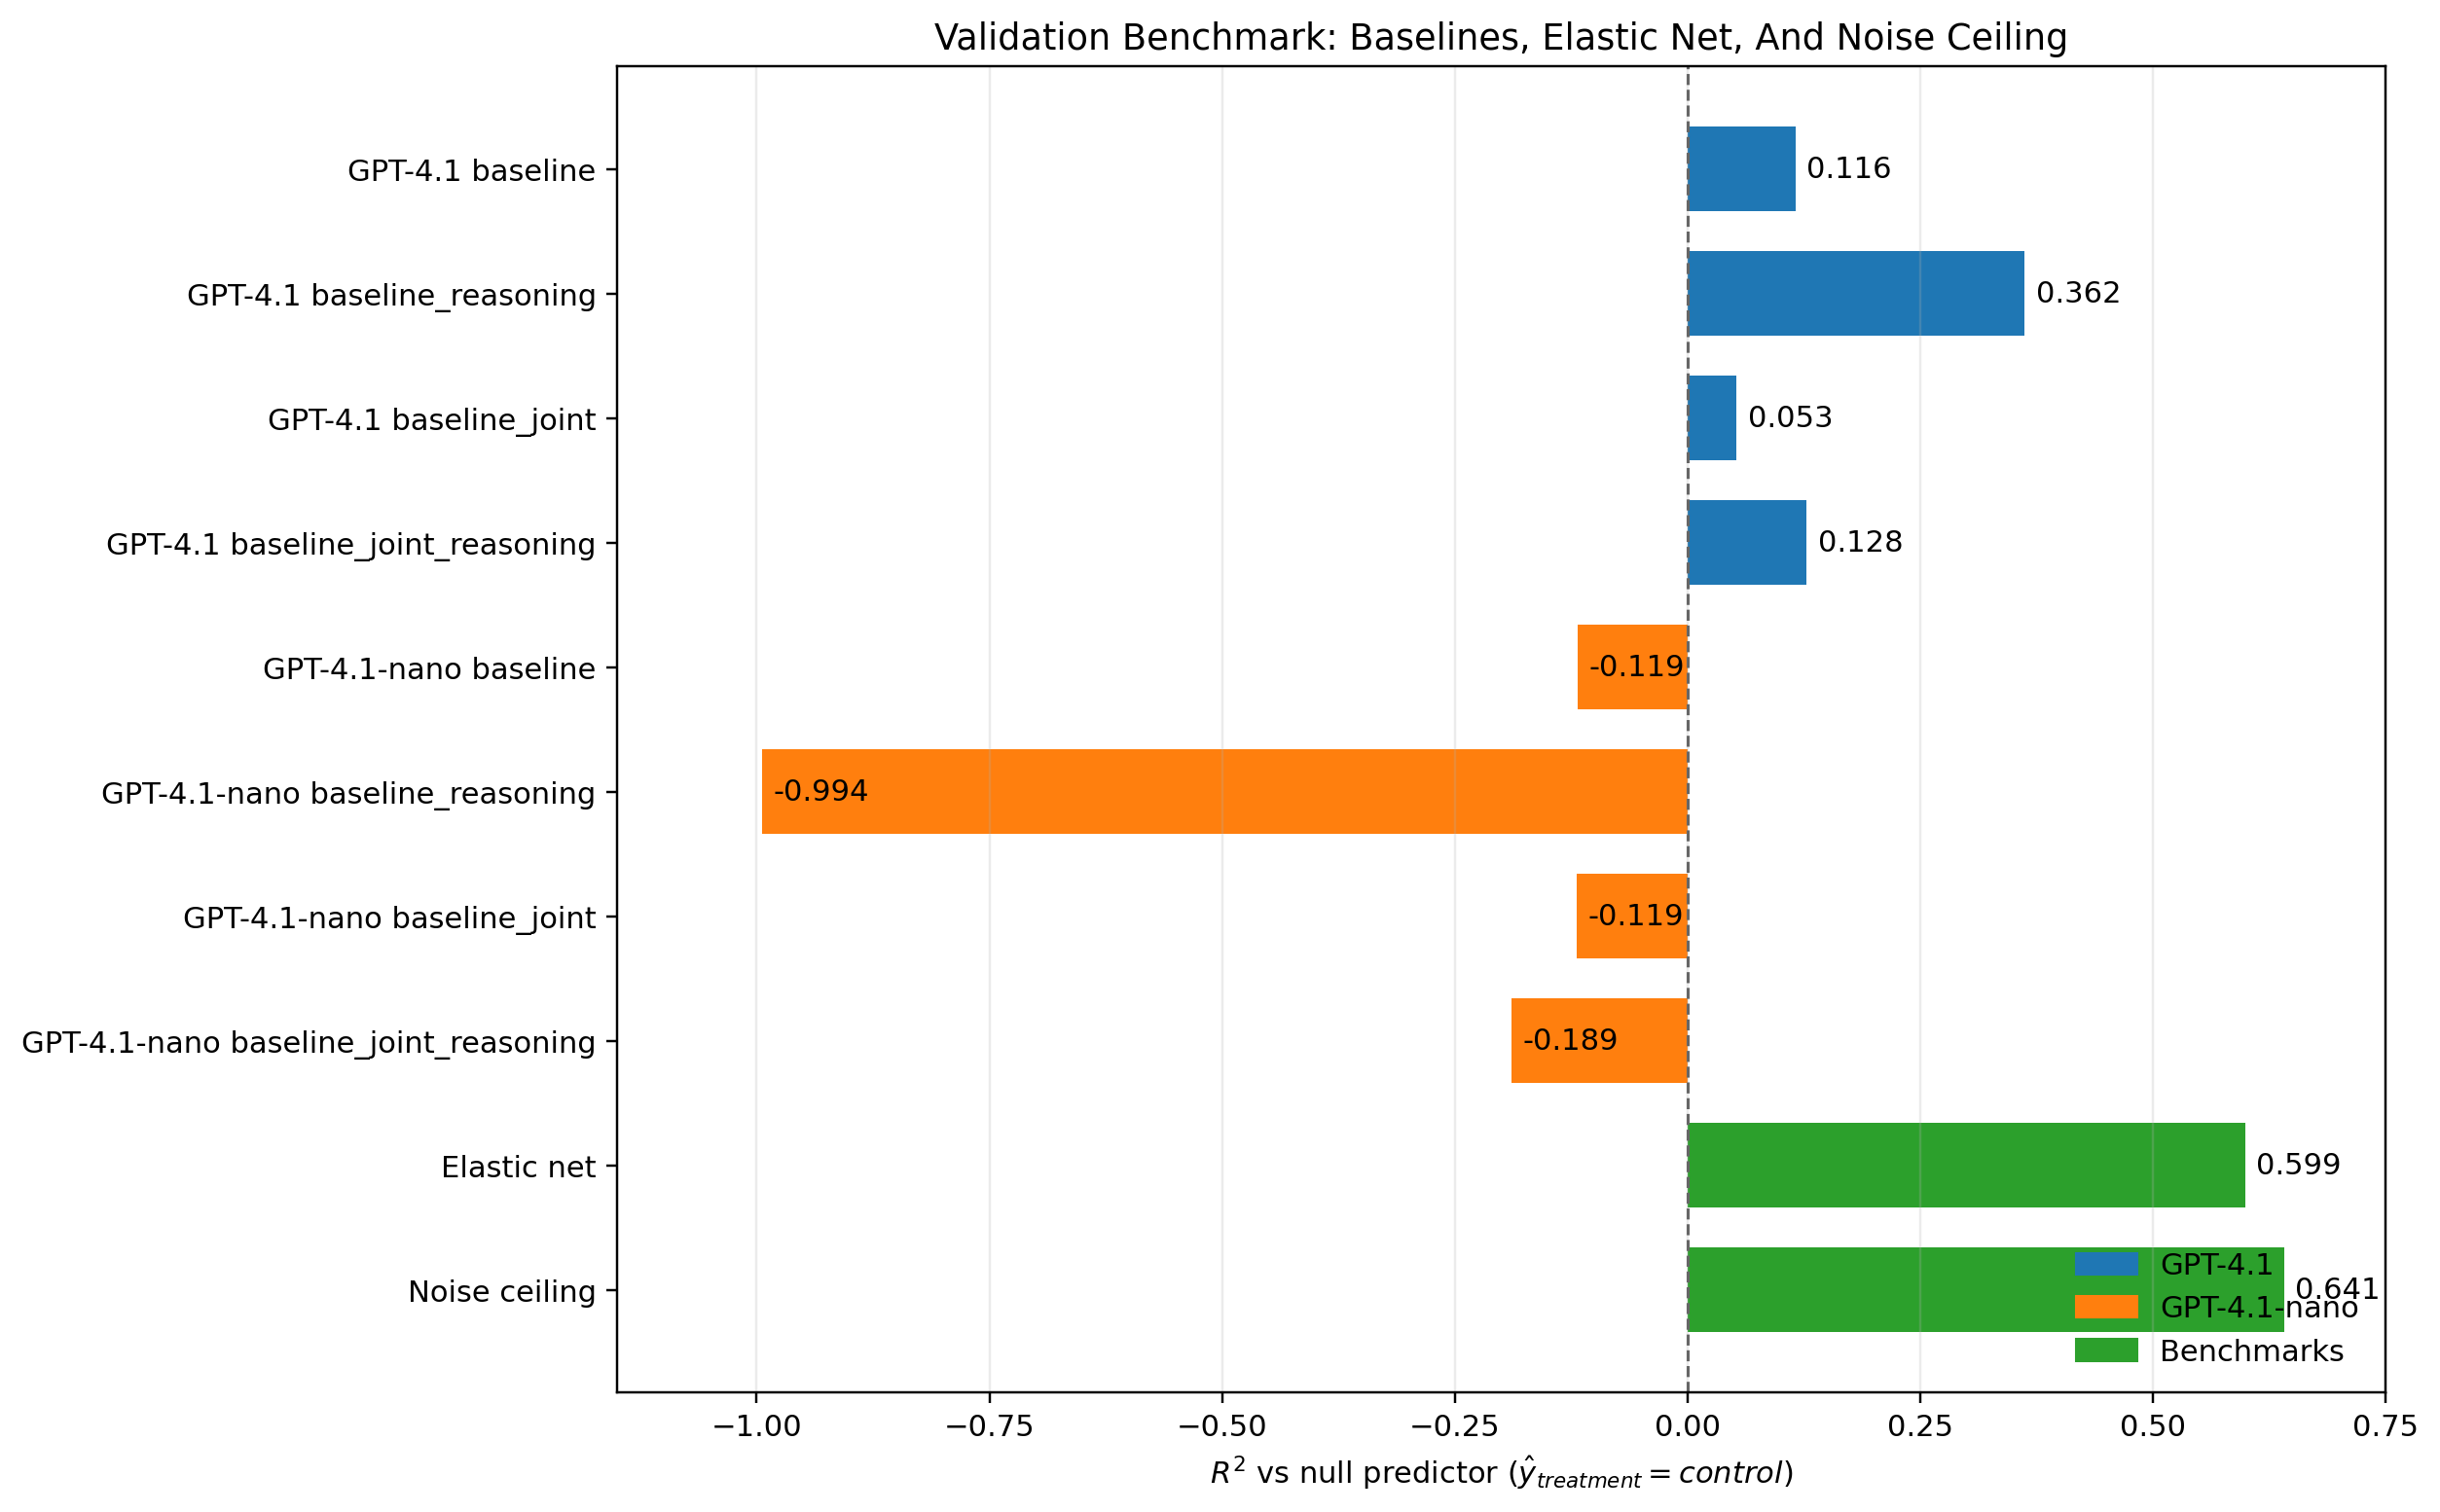 Validation Benchmark: Baselines, Elastic Net, And Noise Ceiling
GPT-4.1 baseline
0.116
GPT-4.1 baseline_reasoning
0.362
GPT-4.1 baseline_joint
0.053
GPT-4.1 baseline_joint_reasoning
0.128
GPT-4.1-nano baseline
-0.119
GPT-4.1-nano baseline_reasoning
-0.994
GPT-4.1-nano baseline_joint
-0.119
GPT-4.1-nano baseline_joint_reasoning
-0.189
Elastic net
0.599
Noise ceiling
0.641
GPT-4.1
GPT-4.1-nano
Benchmarks
−1.00 −0.75 −0.50 −0.25 0.00 0.25 0.50 0.75
R² vs null predictor (ŷ_treatment = control)